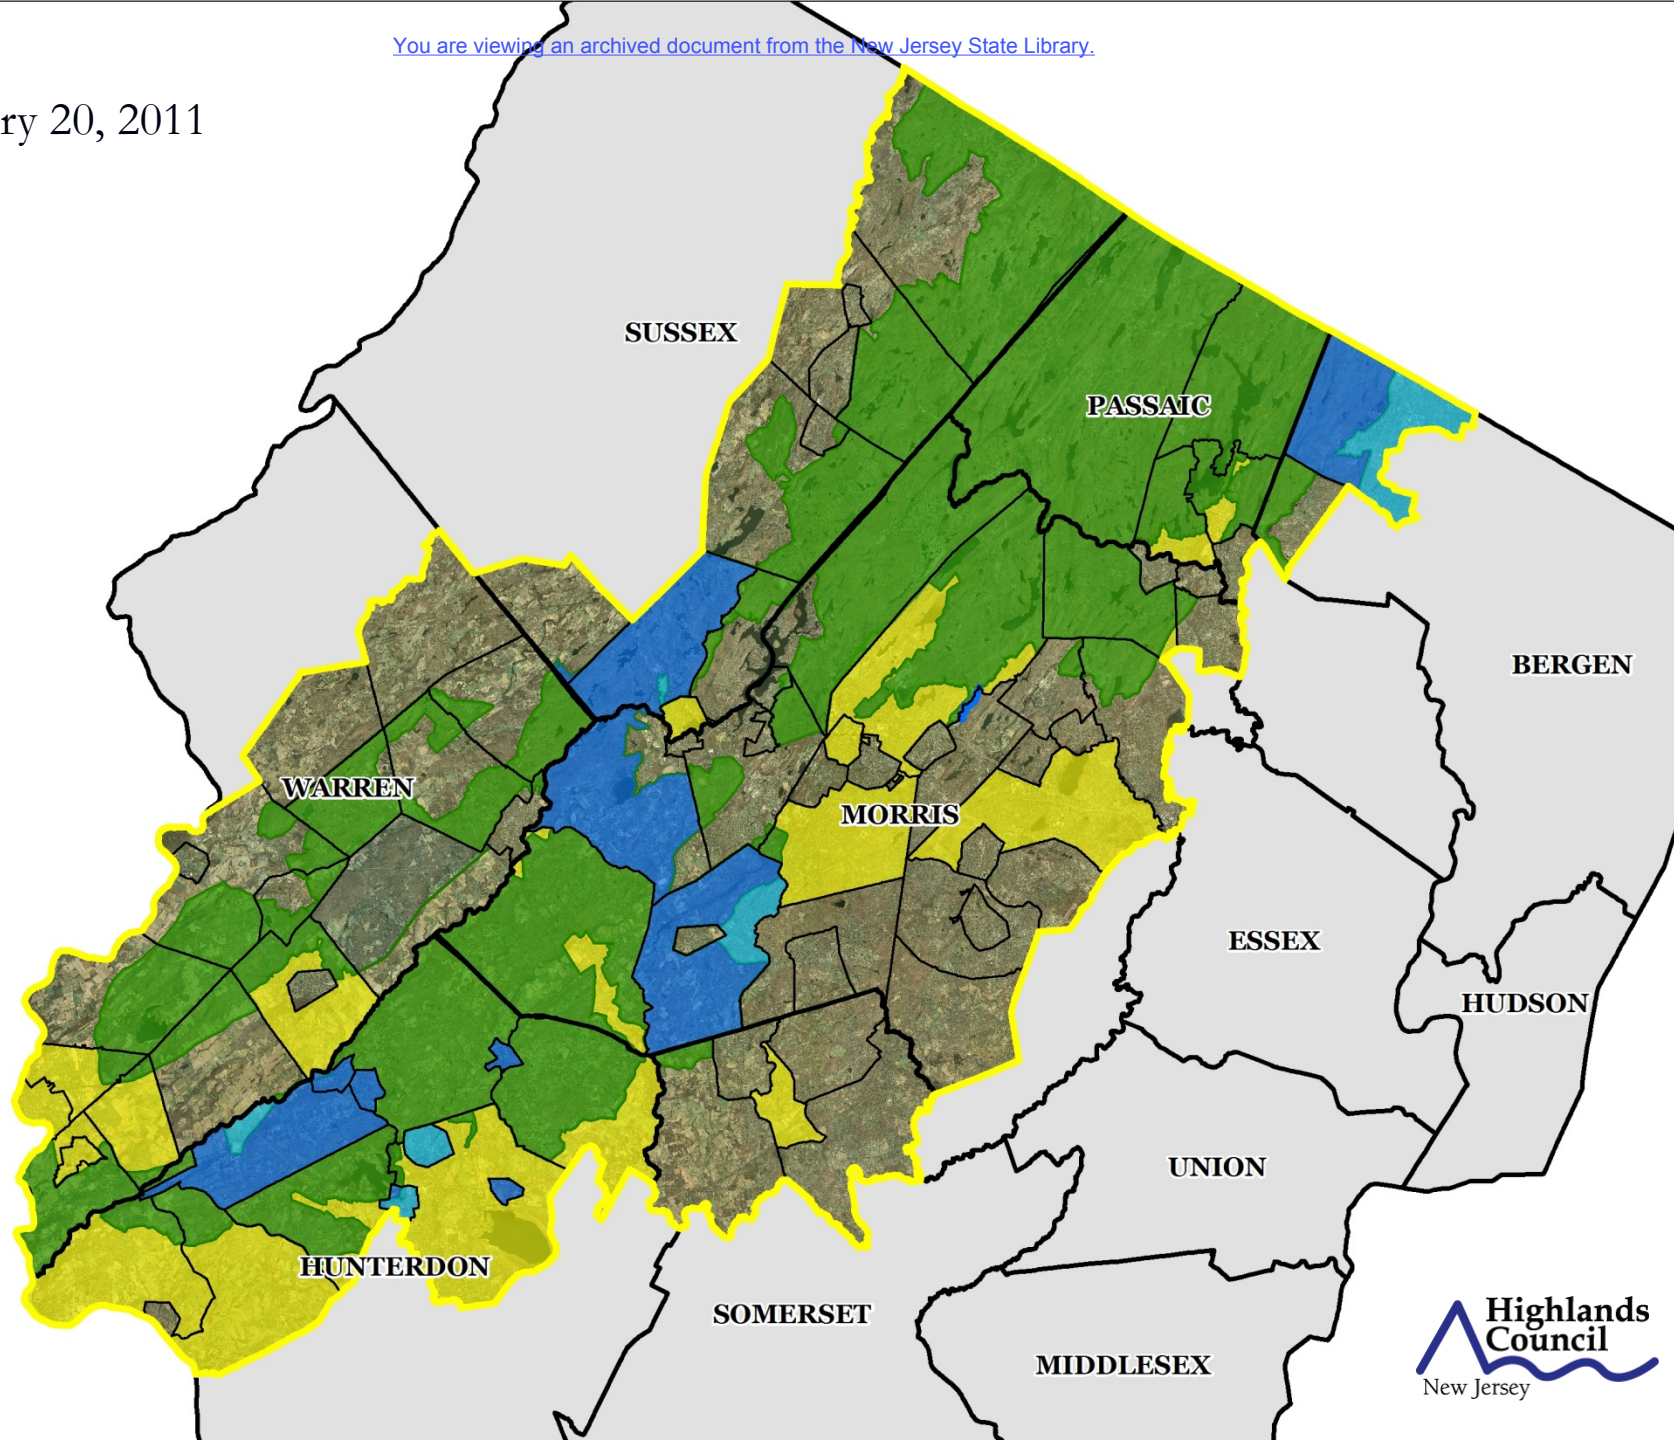 You are viewing an archived document from the New Jersey State Library.
ry 20, 2011
SUSSEX
PASSAIC
BERGEN
WARREN
MORRIS
ESSEX
HUDSON
UNION
HUNTERDON
SOMERSET
MIDDLESEX
Highlands
Council
New Jersey